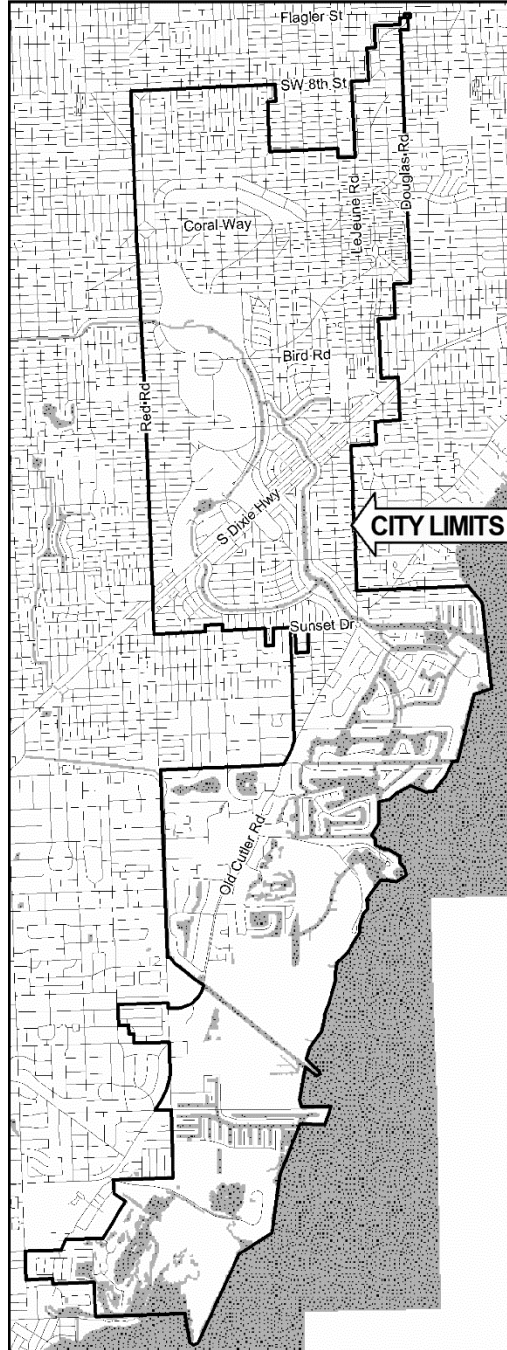 Flagler St
SW 8th St
Douglas Rd
LeJeune Rd
Coral Way
Bird Rd
Red Rd
S Dixie Hwy
CITY LIMITS
Sunset Dr
Old Cutler Rd